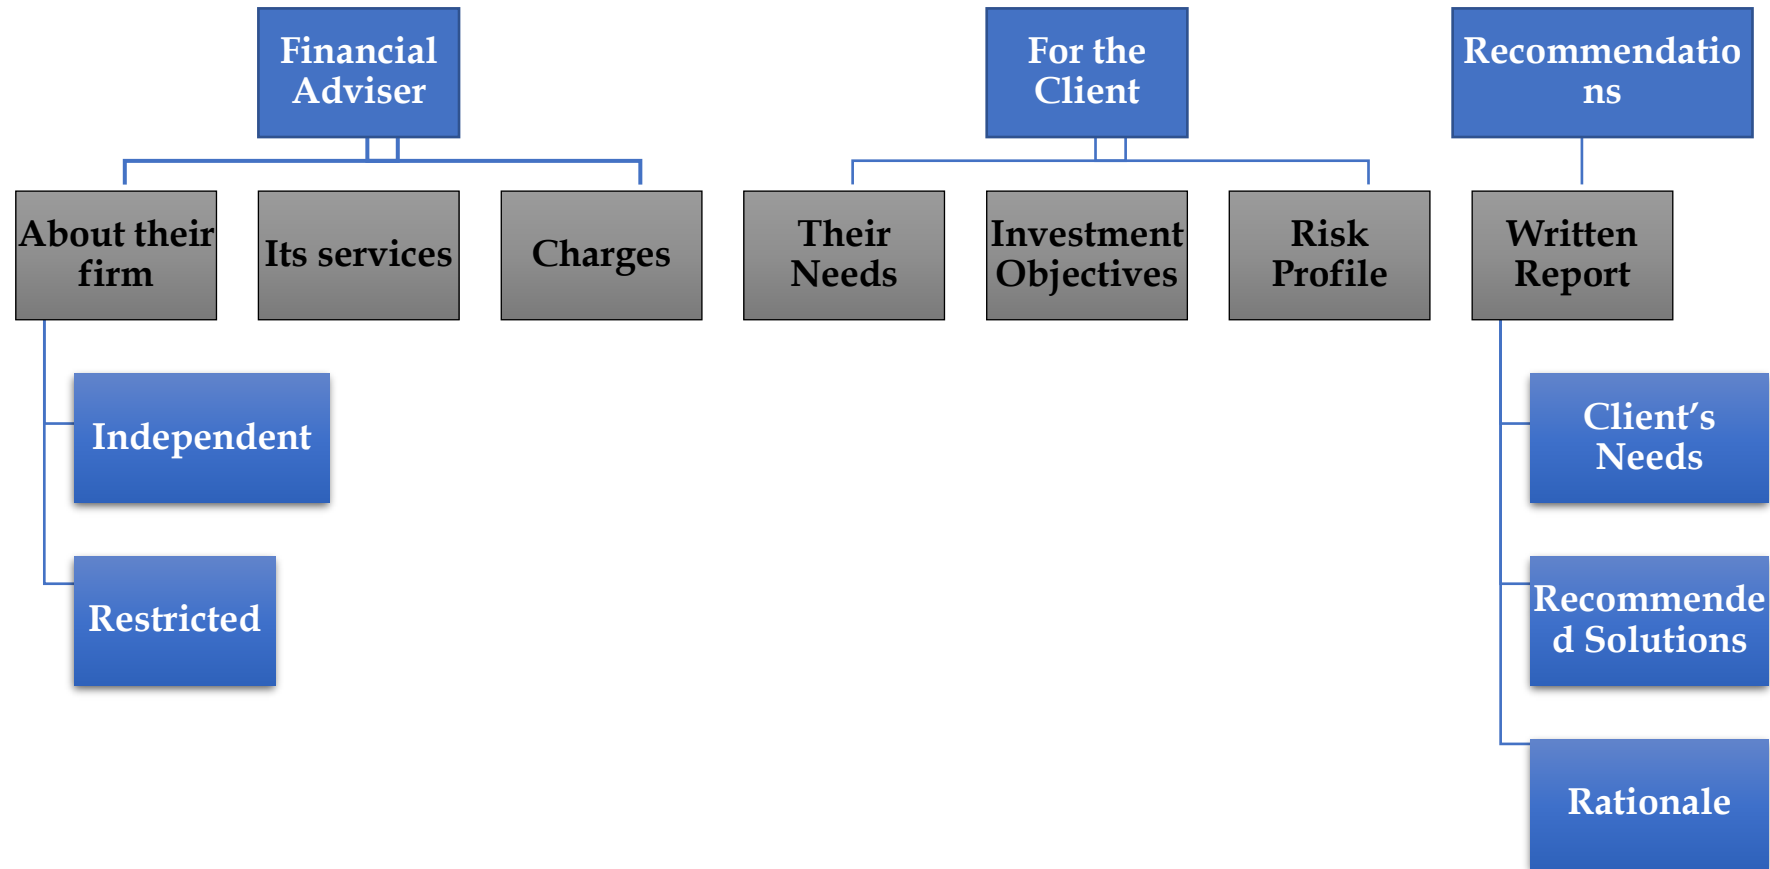 Financial
Adviser
For the
Client
Recommendatio
ns
About their
firm
Its services
Charges
Their
Needs
Investment
Objectives
Risk
Profile
Written
Report
Independent
Restricted
Client’s
Needs
Recommende
d Solutions
Rationale